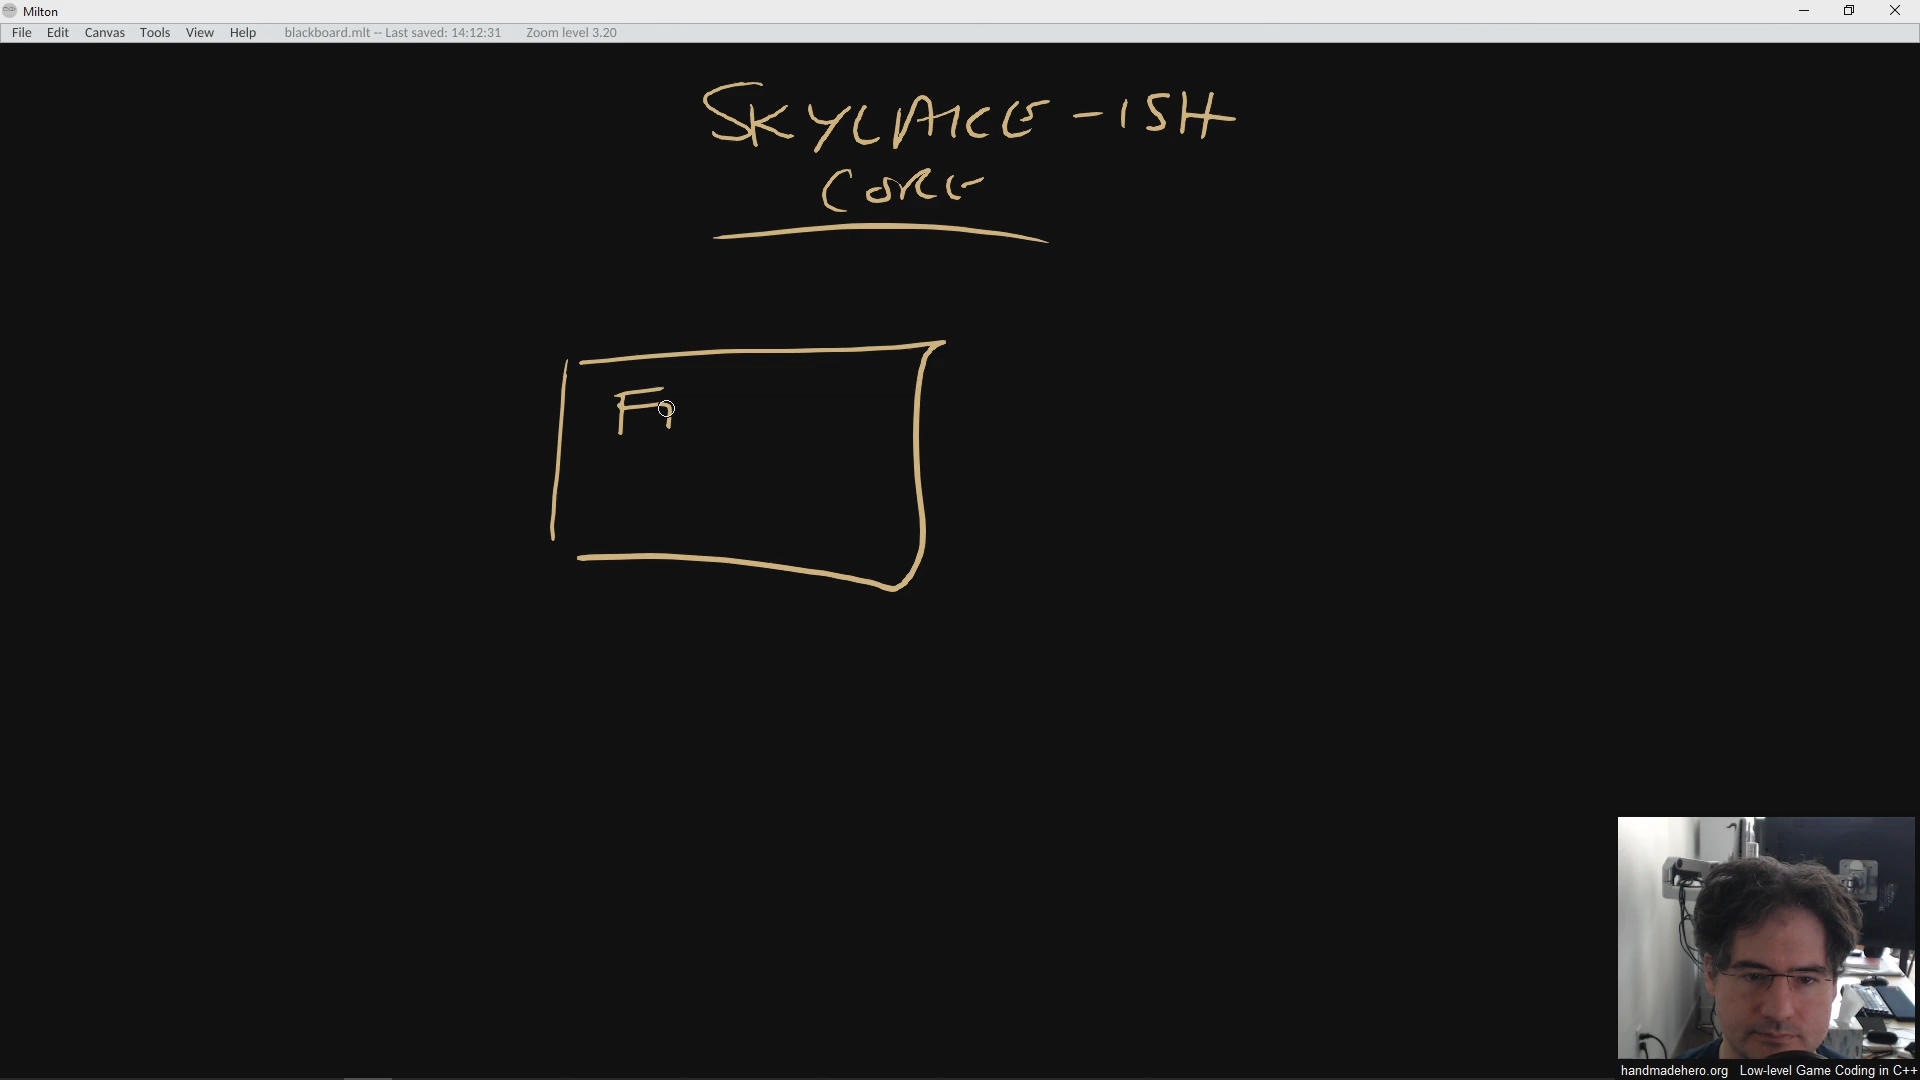 Milton
File Edit Canvas Tools View Help blackboard.mlt -- Last saved: 14:12:31 Zoom level 3.20
SKYLAKE-ISH
CORE
Fr
handmadehero.org Low-level Game Coding in C++